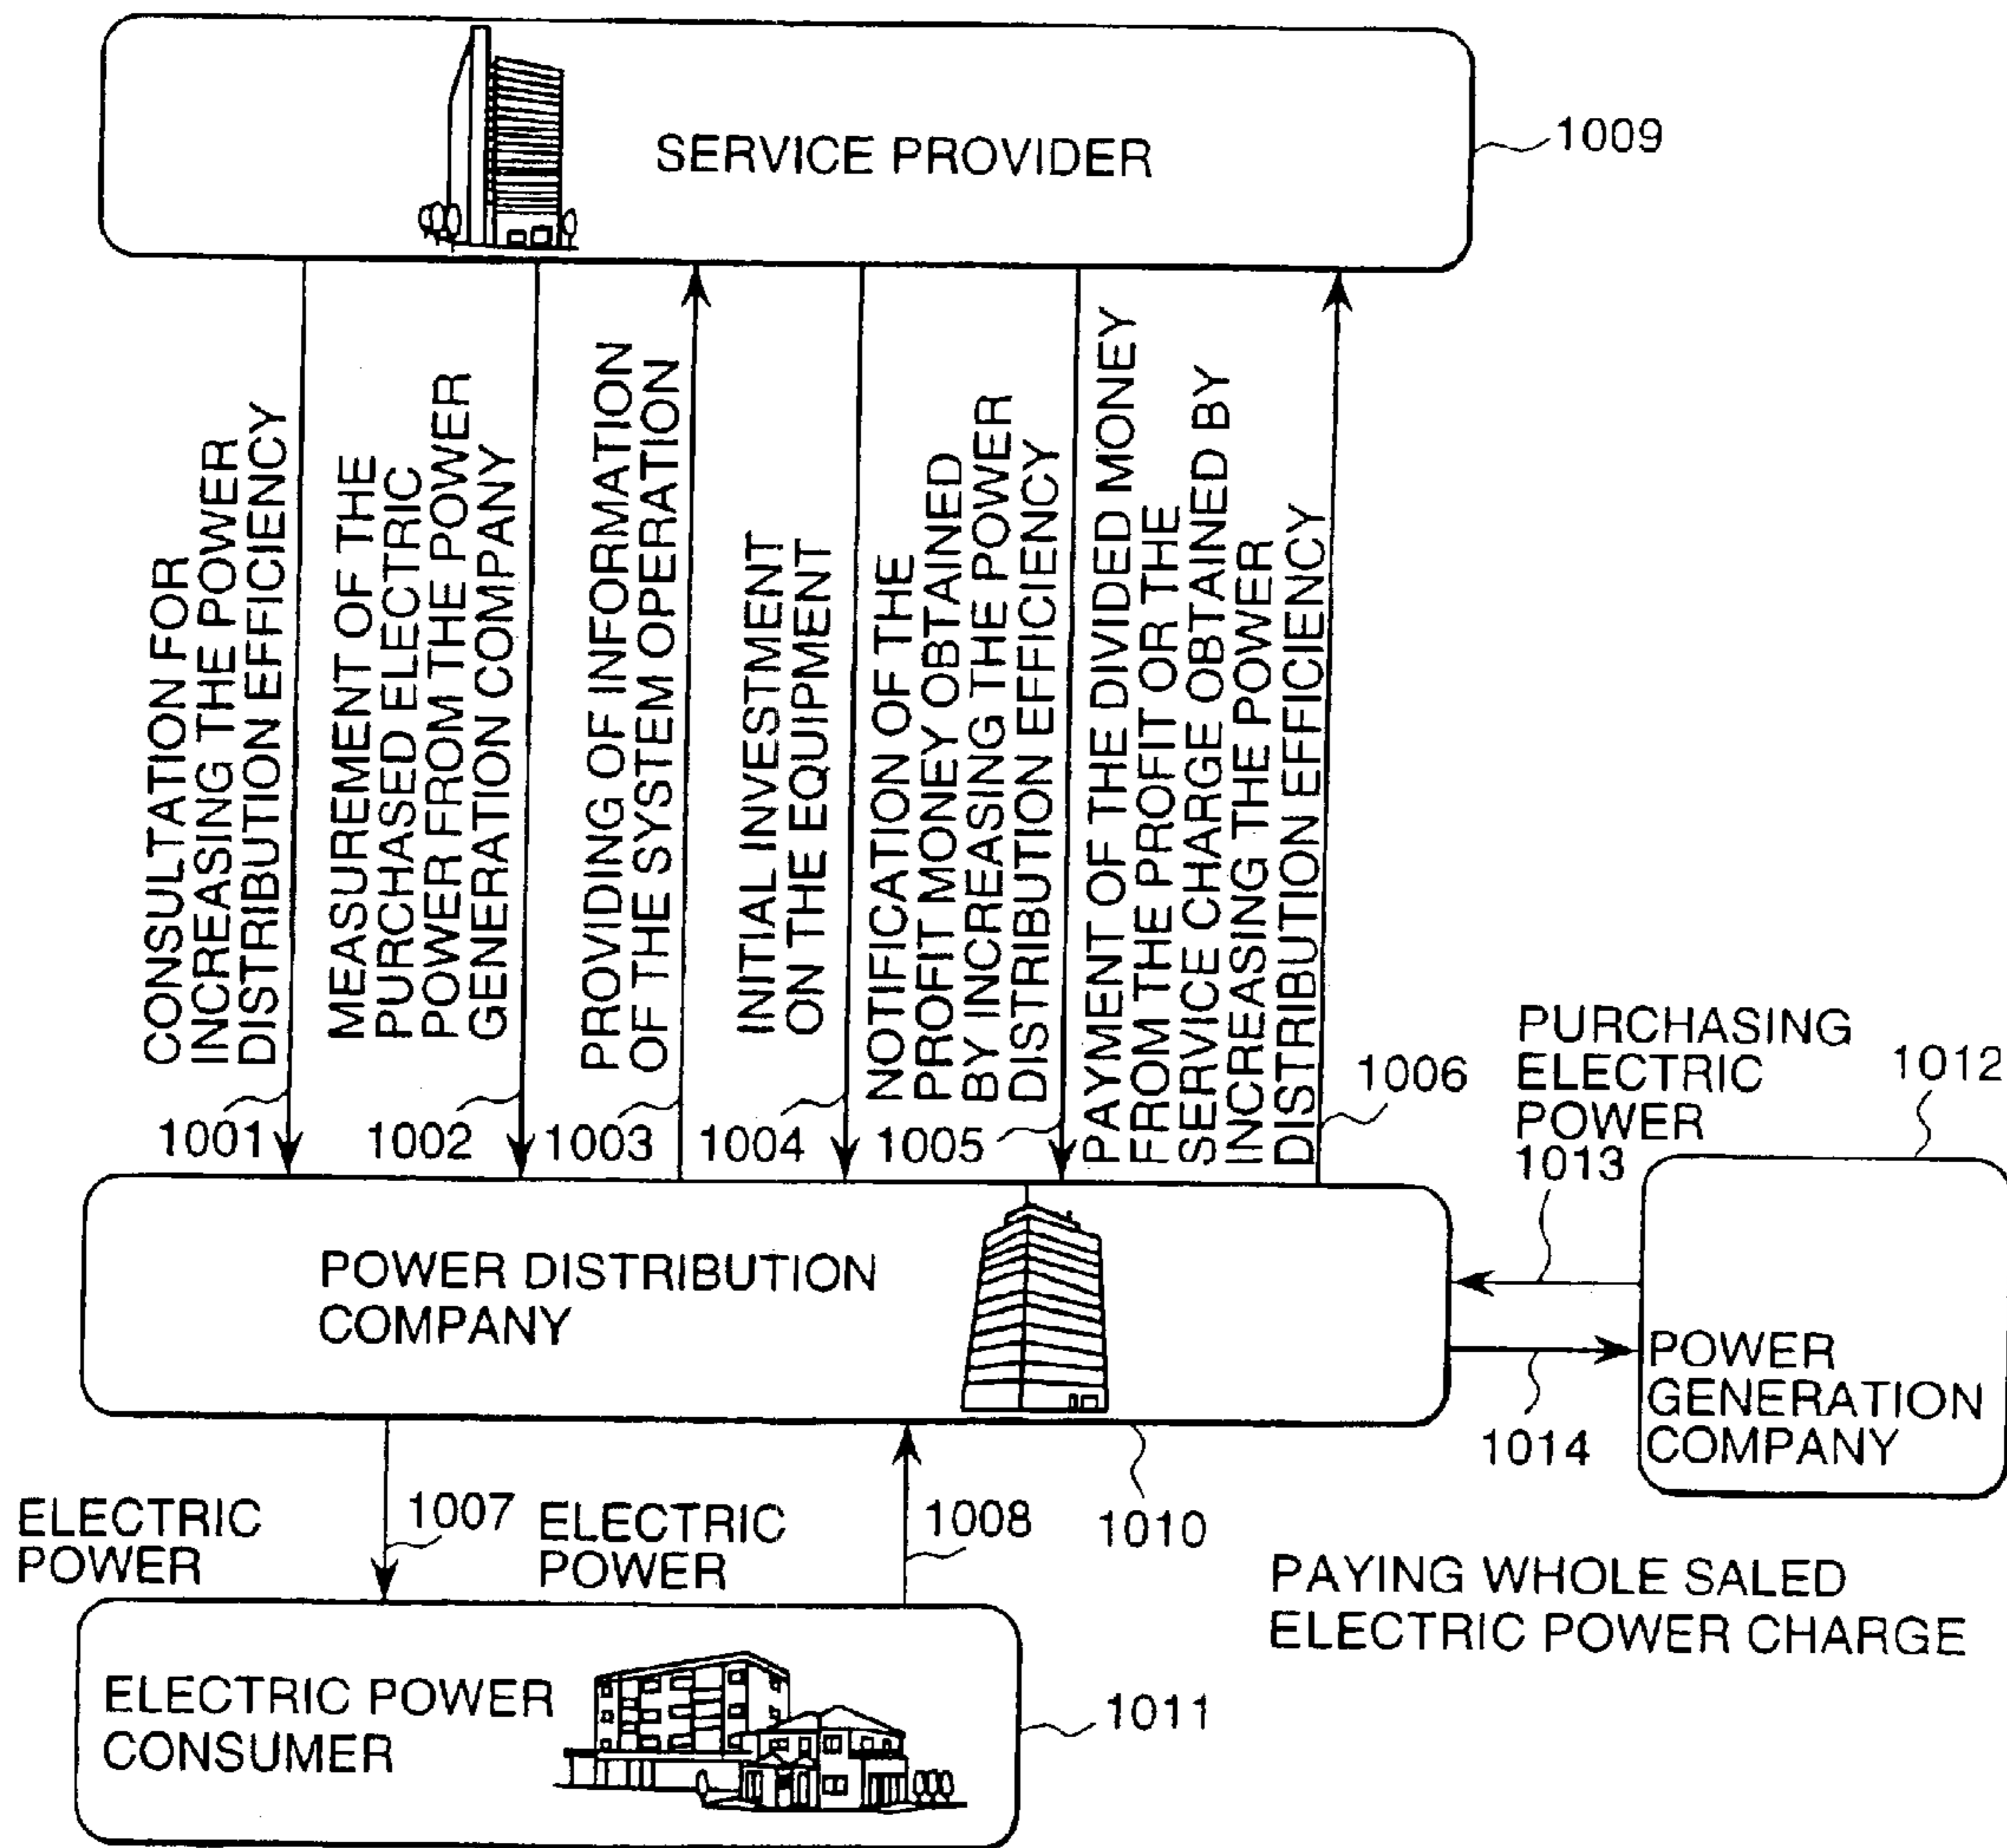 SERVICE PROVIDER
1009
CONSULTATION FOR
INCREASING THE POWER
DISTRIBUTION EFFICIENCY
1001
MEASUREMENT OF THE
PURCHASED ELECTRIC
POWER FROM THE POWER
GENERATION COMPANY
1002
PROVIDING OF INFORMATION
OF THE SYSTEM OPERATION
1003
INITIAL INVESTMENT
ON THE EQUIPMENT
1004
NOTIFICATION OF THE
PROFIT MONEY OBTAINED
BY INCREASING THE POWER
DISTRIBUTION EFFICIENCY
1005
PAYMENT OF THE DIVIDED MONEY
FROM THE PROFIT OR THE
SERVICE CHARGE OBTAINED BY
INCREASING THE POWER
DISTRIBUTION EFFICIENCY
1006
PURCHASING
ELECTRIC
POWER
1013
1012
POWER DISTRIBUTION
COMPANY
POWER
GENERATION
COMPANY
1014
ELECTRIC
POWER
1007
ELECTRIC
POWER
1008
1010
PAYING WHOLE SALED
ELECTRIC POWER CHARGE
ELECTRIC POWER
CONSUMER
1011